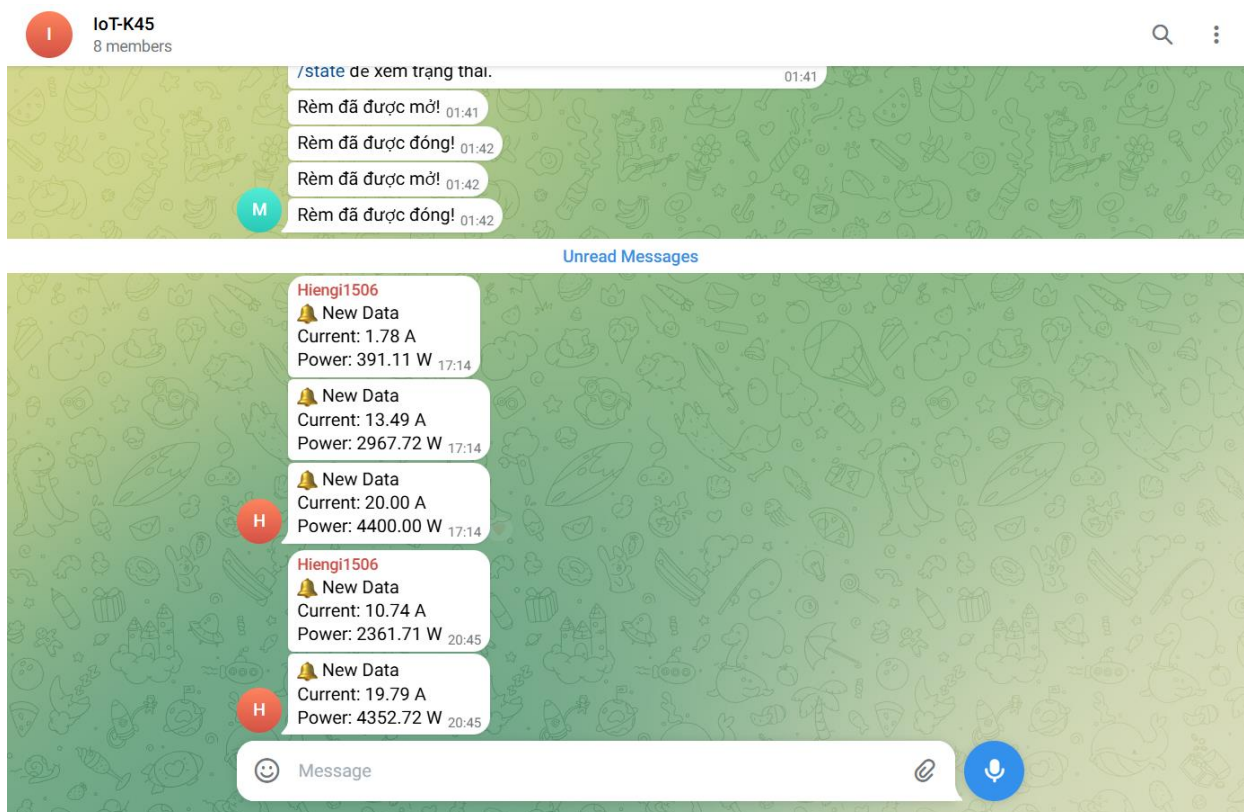 I
IoT-K45
8 members
/state để xem trạng thái.
01:41
Rèm đã được mở! 01:41
Rèm đã được đóng! 01:42
Rèm đã được mở! 01:42
M
Rèm đã được đóng! 01:42
Unread Messages
Hiengi1506
New Data
Current: 1.78 A
Power: 391.11 W 17:14
New Data
Current: 13.49 A
Power: 2967.72 W 17:14
New Data
Current: 20.00 A
H
Power: 4400.00 W 17:14
Hiengi1506
New Data
Current: 10.74 A
Power: 2361.71 W 20:45
New Data
Current: 19.79 A
H
Power: 4352.72 W 20:45
Message